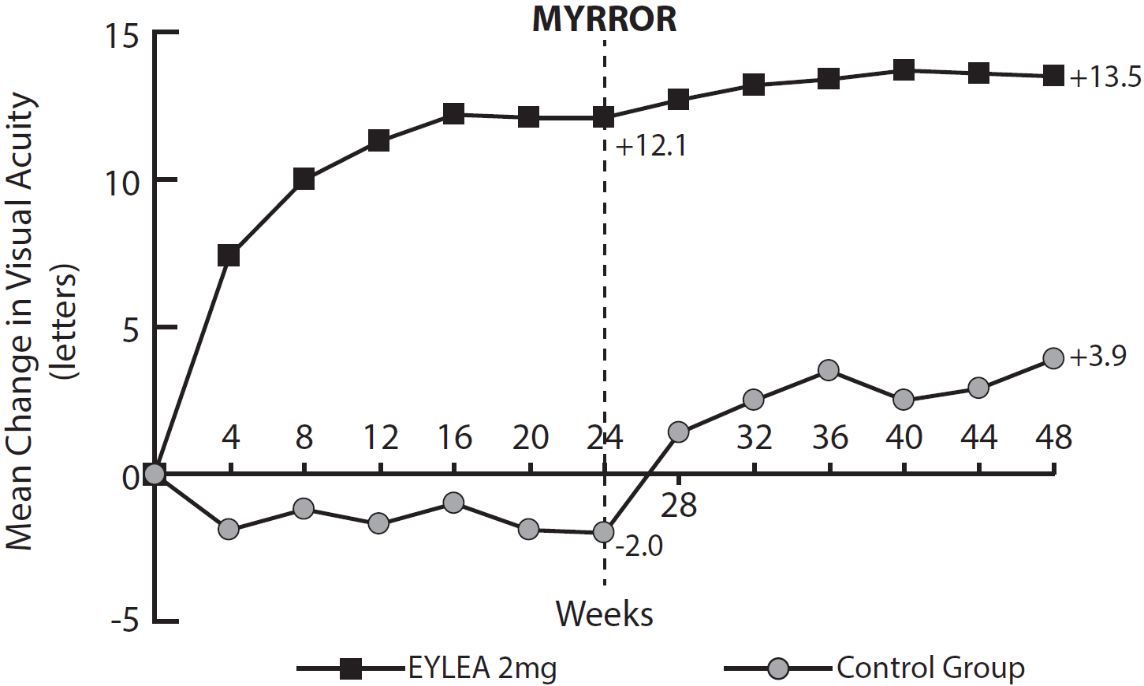 MYRROR
15
+13.5
+12.1
10
Mean Change in Visual Acuity
(letters)
5
+3.9
4 8 12 16 20 24 32 36 40 44 48
0
28
-2.0
Weeks
-5
EYLEA 2mg Control Group